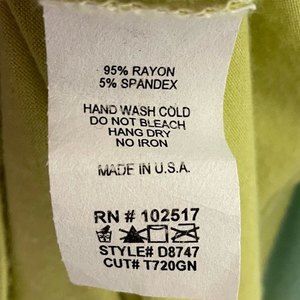 95% RAYON
5% SPANDEX
HAND WASH COLD
DO NOT BLEACH
HANG DRY
NO IRON
MADE IN U.S.A.
RN # 102517
STYLE# D8747
CUT# T720GN